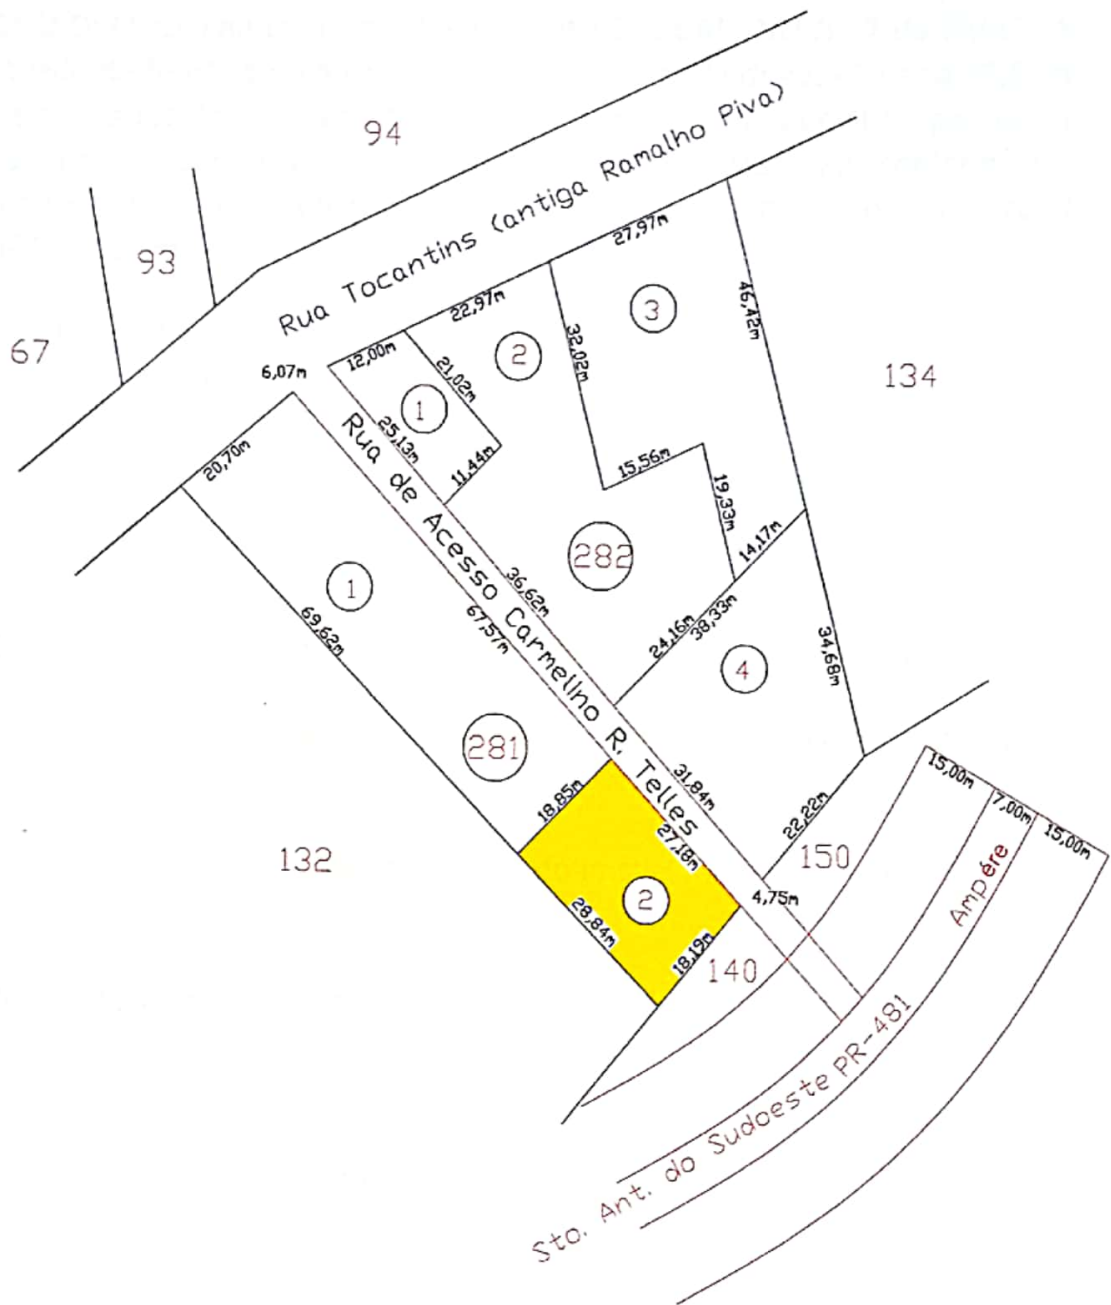 94
Rua Tocantins (antiga Ramalho Piva)
93
67
27,97m
22,97m
12,00m
6,07m
20,70m
3
2
1
46,42m
32,02m
21,02m
25,13m
11,44m
134
15,56m
19,33m
14,17m
282
Rua de Acesso Carmelino R. Telles
1
69,62m
36,62m
67,57m
24,16m
38,33m
4
34,68m
281
18,85m
31,84m
27,18m
22,22m
132
2
28,84m
18,19m
4,75m
150
140
15,00m
7,00m
15,00m
Ampére
Sto. Ant. do Sudoeste PR-481